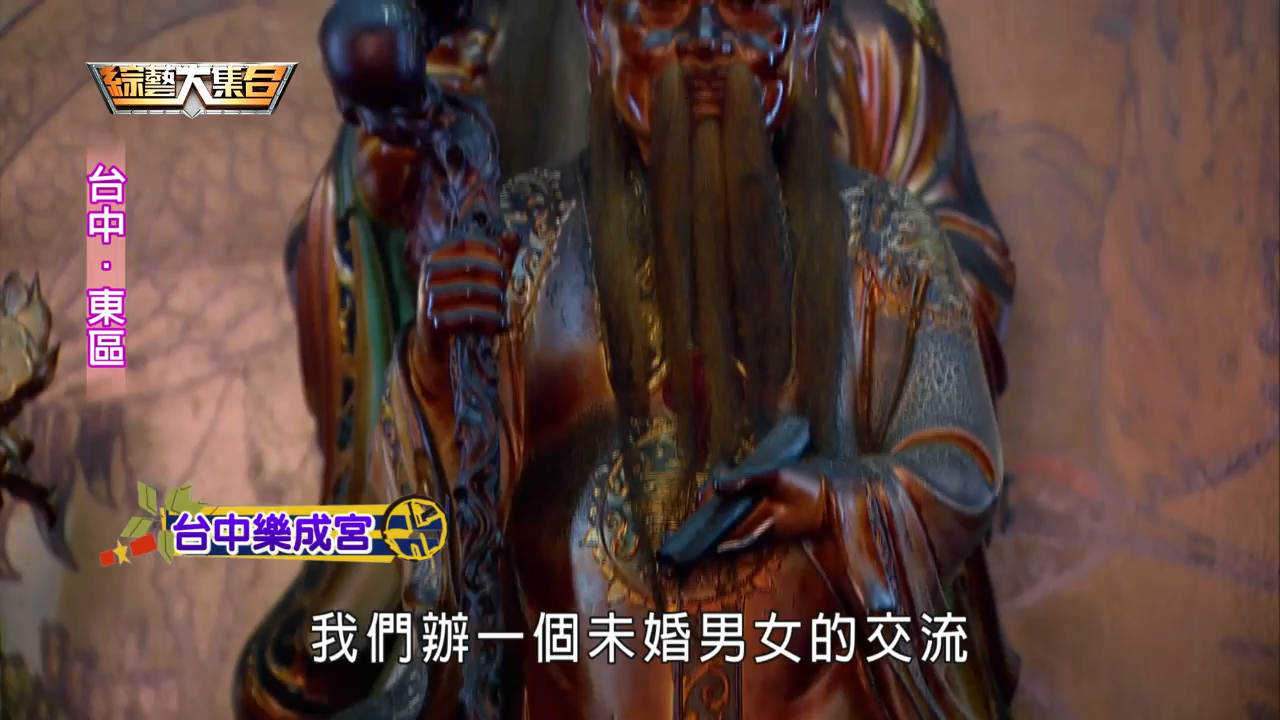 綜藝大集合
台中·東區
台中樂成宮
我們辦一個未婚男女的交流